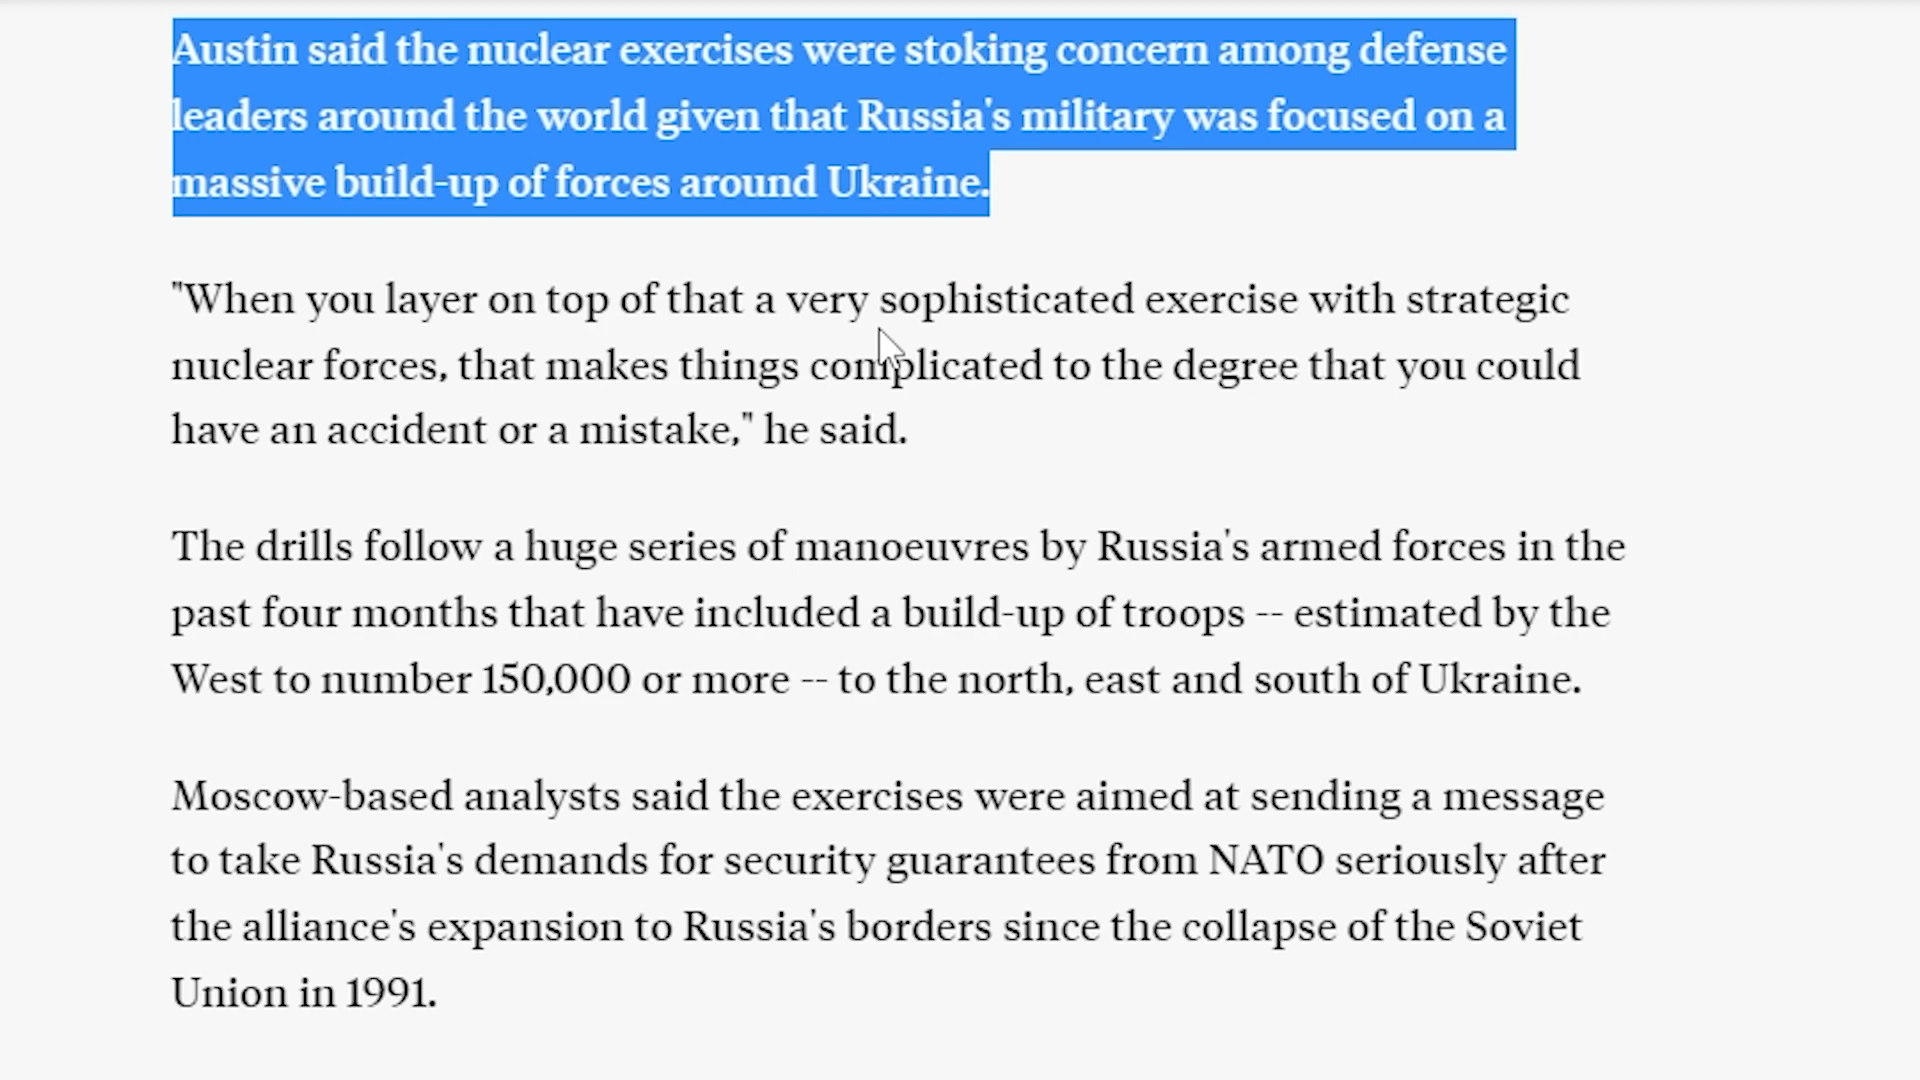 Austin said the nuclear exercises were stoking concern among defense
leaders around the world given that Russia's military was focused on a
massive build-up of forces around Ukraine.
"When you layer on top of that a very sophisticated exercise with strategic
nuclear forces, that makes things complicated to the degree that you could
have an accident or a mistake," he said.
The drills follow a huge series of manoeuvres by Russia's armed forces in the
past four months that have included a build-up of troops -- estimated by the
West to number 150,000 or more -- to the north, east and south of Ukraine.
Moscow-based analysts said the exercises were aimed at sending a message
to take Russia's demands for security guarantees from NATO seriously after
the alliance's expansion to Russia's borders since the collapse of the Soviet
Union in 1991.